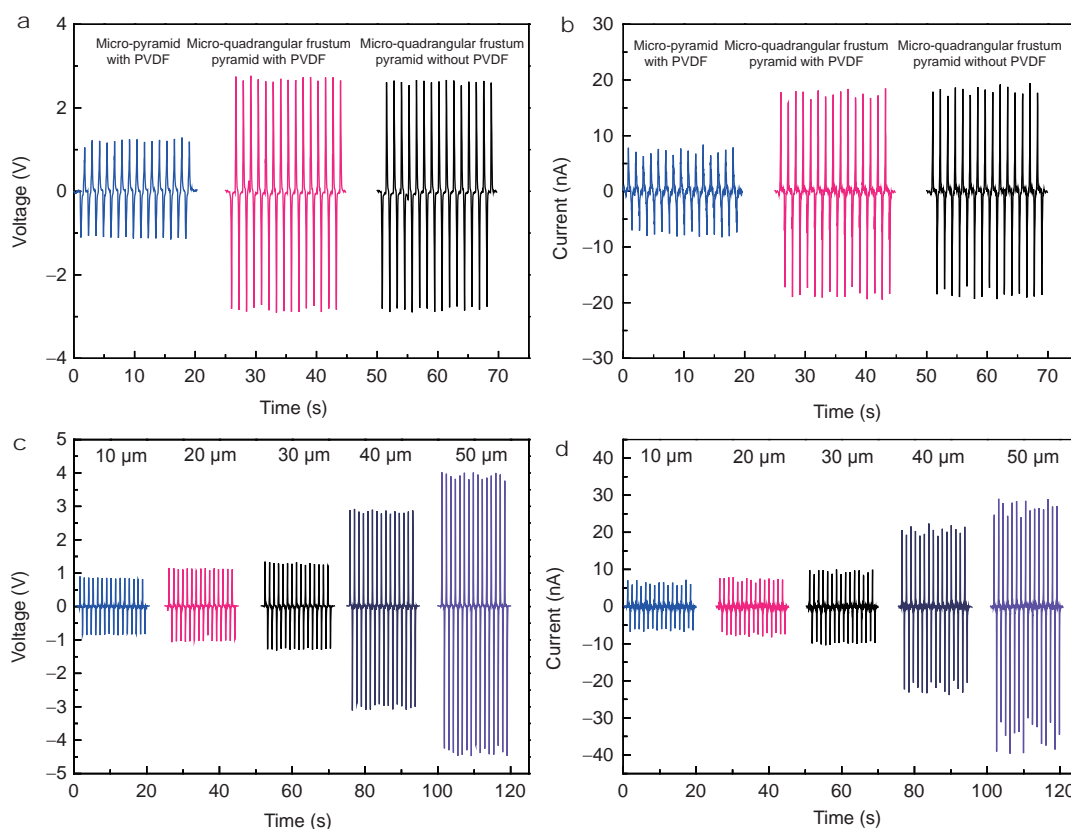 a
4
2
0
–2
–4
Voltage (V)
Micro-pyramid
with PVDF
Micro-quadrangular frustum
pyramid with PVDF
Micro-quadrangular frustum
pyramid without PVDF
0 10 20 30 40 50 60 70
Time (s)
b
30
20
10
0
–10
–20
–30
Current (nA)
Micro-pyramid
with PVDF
Micro-quadrangular frustum
pyramid with PVDF
Micro-quadrangular frustum
pyramid without PVDF
0 10 20 30 40 50 60 70
Time (s)
c
5
4
3
2
1
0
–1
–2
–3
–4
–5
Voltage (V)
10 µm 20 µm 30 µm 40 µm 50 µm
0 20 40 60 80 100 120
Time (s)
d
40
30
20
10
0
–10
–20
–30
–40
Current (nA)
10 µm 20 µm 30 µm 40 µm 50 µm
0 20 40 60 80 100 120
Time (s)